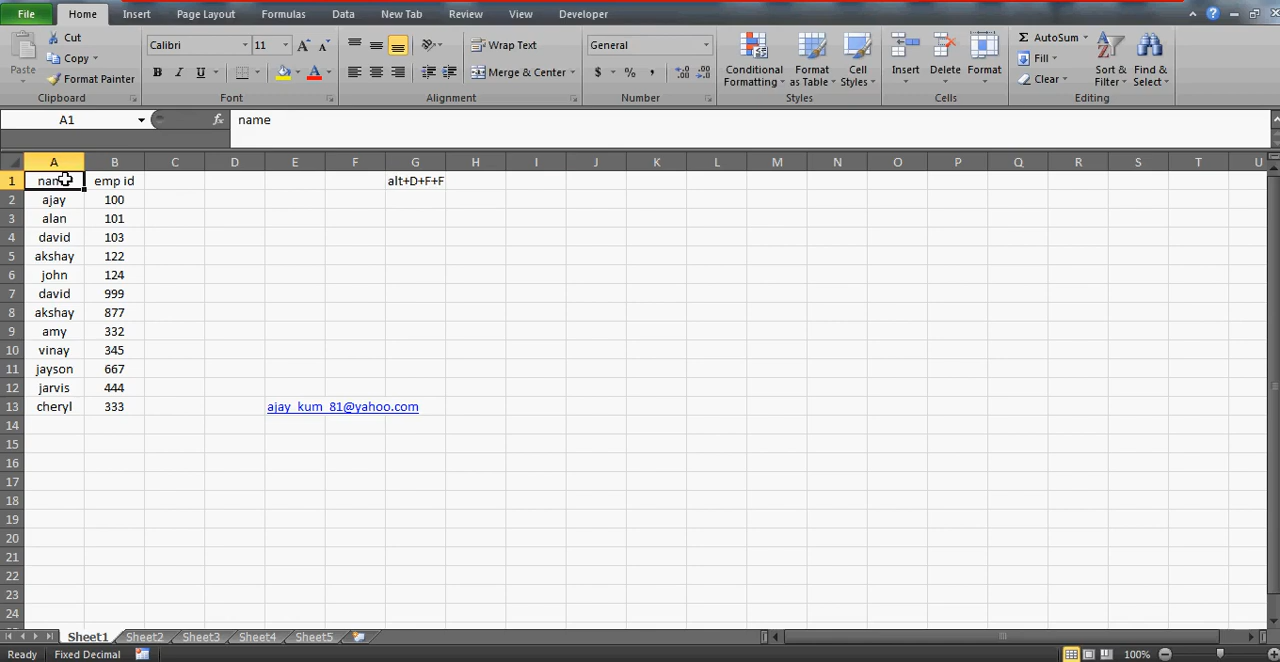 File Home Insert Page Layout Formulas Data New Tab Review View Developer
Cut
Copy
Format Painter
Paste
Clipboard
Calibri 11
B I U
Font
Wrap Text
Merge & Center
Alignment
General
$ % ,
Number
Conditional Formatting
Format as Table
Cell Styles
Styles
Insert Delete Format
Cells
AutoSum
Fill
Clear
Sort & Filter
Find & Select
Editing
A1 fx name
A B C D E F G H I J K L M N O P Q R S T U
1 name emp id alt+D+F+F
2 ajay 100
3 alan 101
4 david 103
5 akshay 122
6 john 124
7 david 999
8 akshay 877
9 amy 332
10 vinay 345
11 jayson 667
12 jarvis 444
13 cheryl 333 ajay_kum_81@yahoo.com
14
15
16
17
18
19
20
21
22
23
24
Sheet1 Sheet2 Sheet3 Sheet4 Sheet5
Ready Fixed Decimal 100%